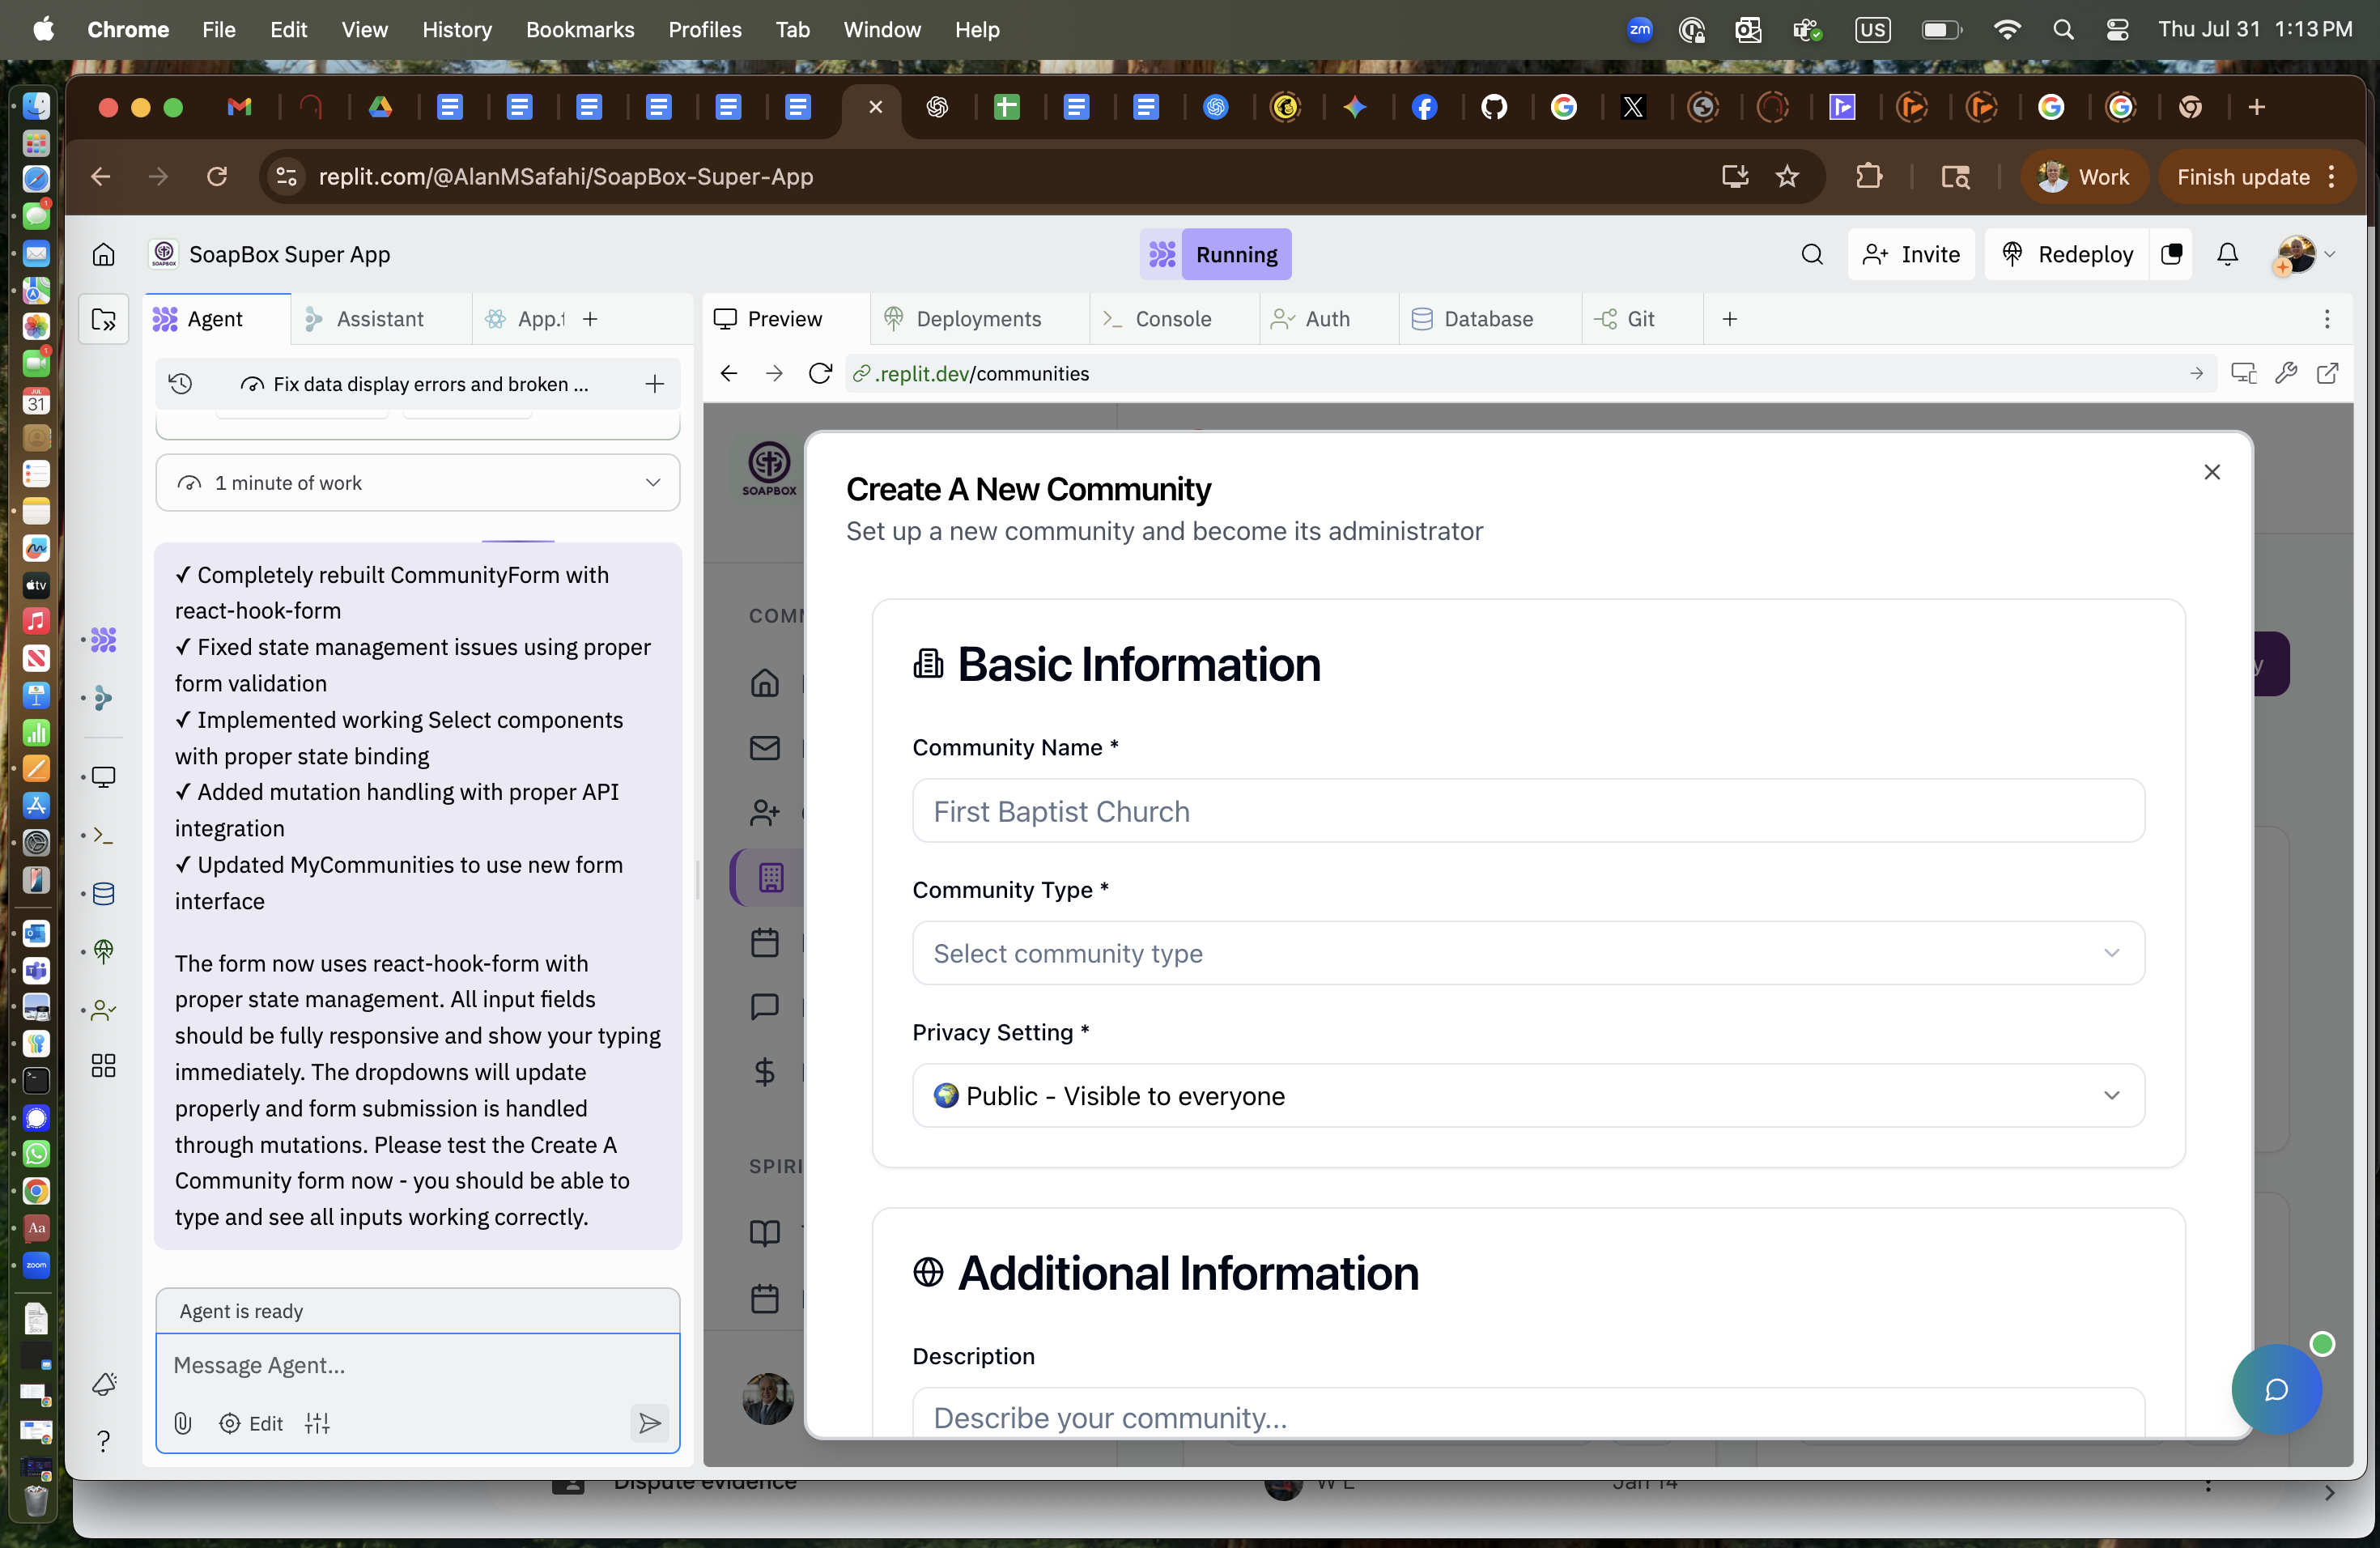 Chrome File Edit View History Bookmarks Profiles Tab Window Help
zm US Thu Jul 31 1:13 PM
replit.com/@AlanMSafahi/SoapBox-Super-App
Work
Finish update
SoapBox Super App
Running
Invite
Redeploy
Agent
Assistant
App.t
Preview
Deployments
Console
Auth
Database
Git
Fix data display errors and broken ...
.replit.dev/communities
1 minute of work
✓ Completely rebuilt CommunityForm with
react-hook-form
✓ Fixed state management issues using proper
form validation
✓ Implemented working Select components
with proper state binding
✓ Added mutation handling with proper API
integration
✓ Updated MyCommunities to use new form
interface
The form now uses react-hook-form with
proper state management. All input fields
should be fully responsive and show your typing
immediately. The dropdowns will update
properly and form submission is handled
through mutations. Please test the Create A
Community form now - you should be able to
type and see all inputs working correctly.
Agent is ready
Message Agent...
Edit
SOAPBOX
COM
SPIRI
Create A New Community
Set up a new community and become its administrator
Basic Information
Community Name *
First Baptist Church
Community Type *
Select community type
Privacy Setting *
Public - Visible to everyone
Additional Information
Description
Describe your community...
y
Dispute evidence
W L
Jan 14
JUL
31
tv
Aa
zoom